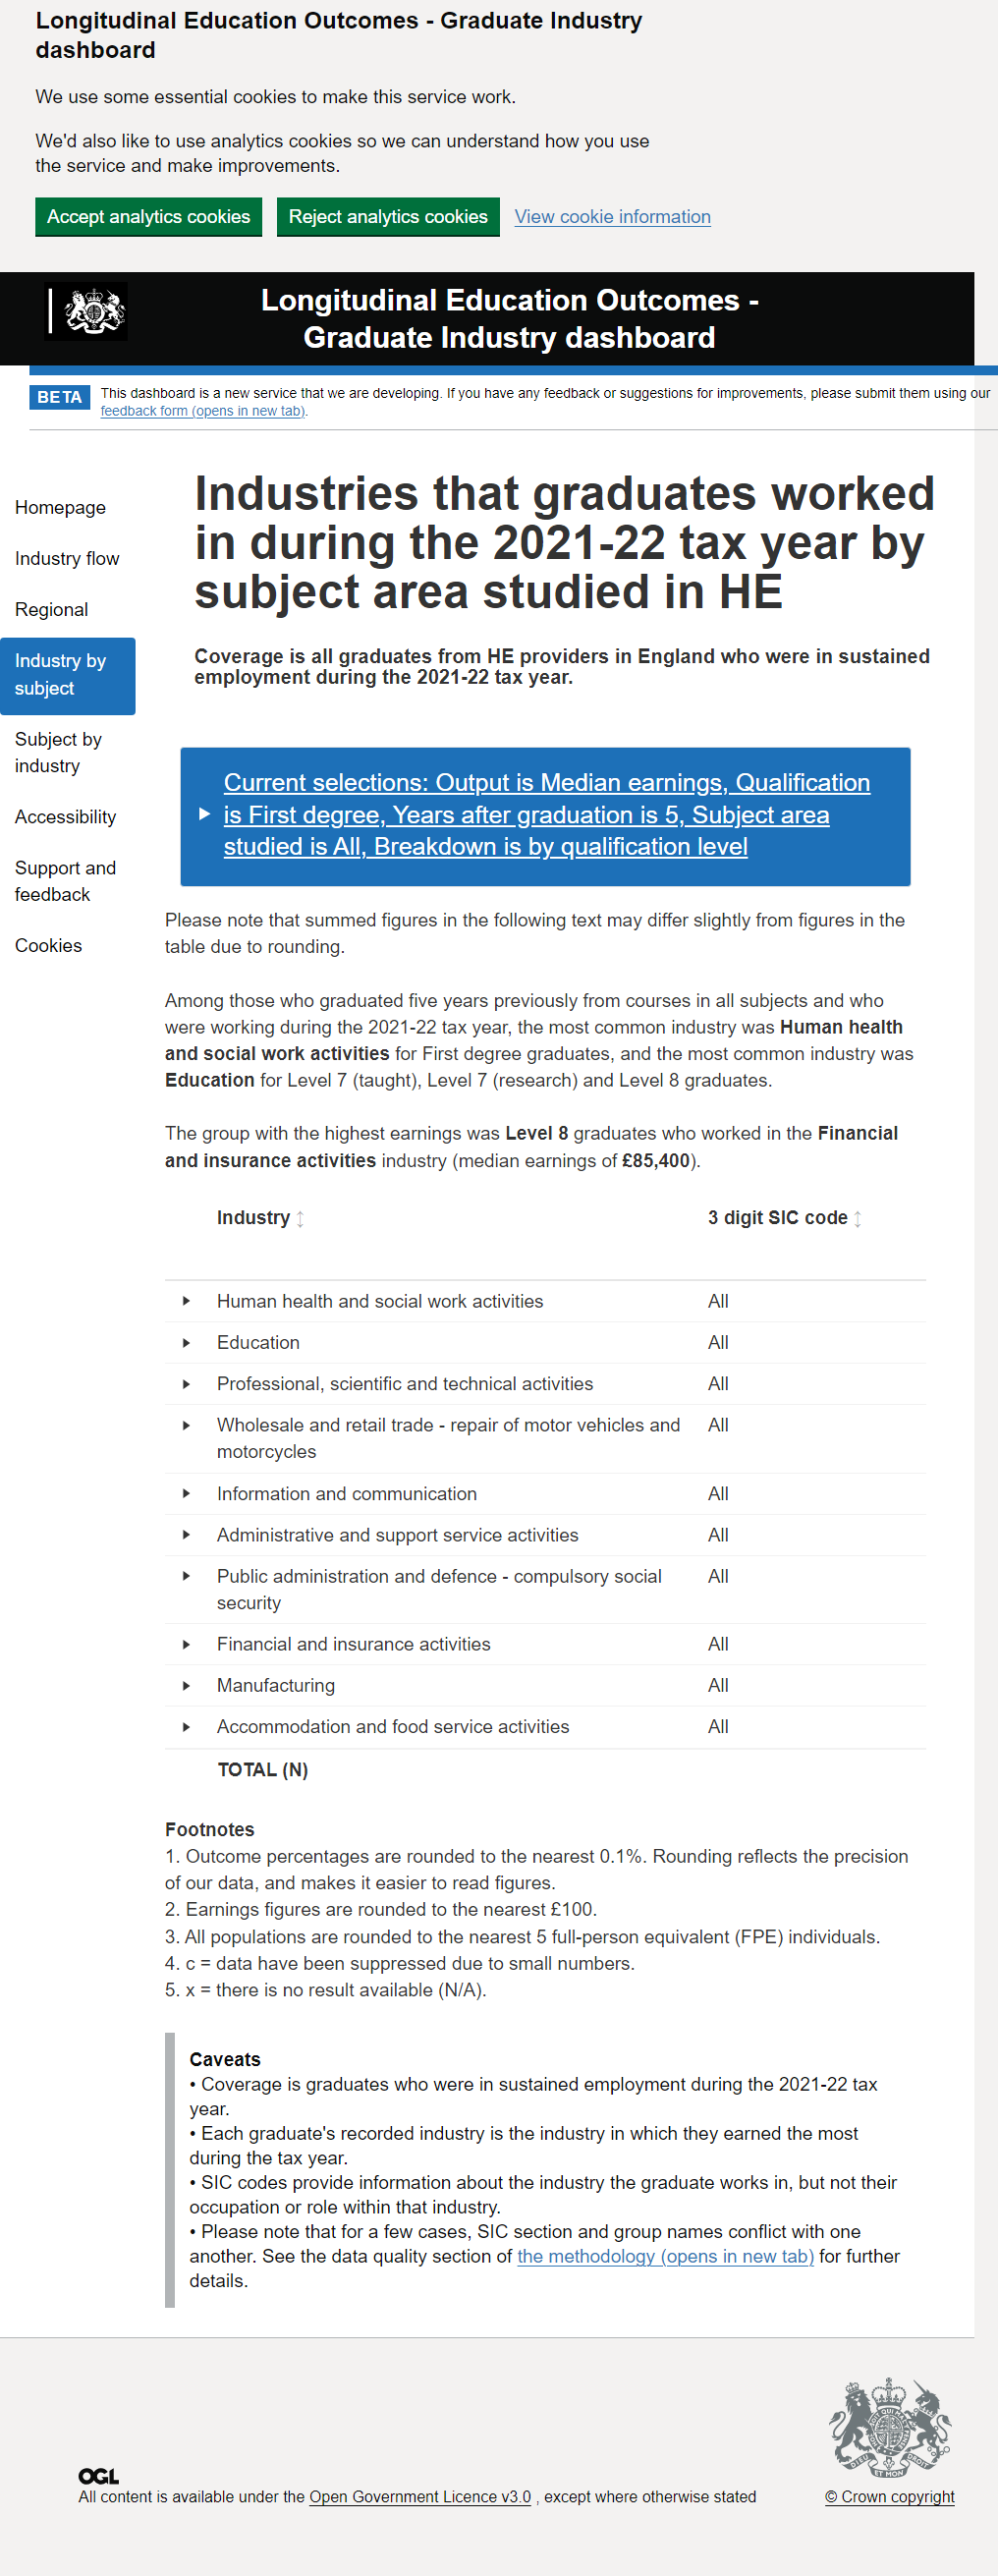 Longitudinal Education Outcomes - Graduate Industry
dashboard
We use some essential cookies to make this service work.
We'd also like to use analytics cookies so we can understand how you use
the service and make improvements.
Accept analytics cookies
Reject analytics cookies
View cookie information
Longitudinal Education Outcomes -
Graduate Industry dashboard
BETA
This dashboard is a new service that we are developing. If you have any feedback or suggestions for improvements, please submit them using our
feedback form (opens in new tab).
Homepage
Industry flow
Regional
Industry by
subject
Subject by
industry
Accessibility
Support and
feedback
Cookies
Industries that graduates worked
in during the 2021-22 tax year by
subject area studied in HE
Coverage is all graduates from HE providers in England who were in sustained
employment during the 2021-22 tax year.
Current selections: Output is Median earnings, Qualification
is First degree, Years after graduation is 5, Subject area
studied is All, Breakdown is by qualification level
Please note that summed figures in the following text may differ slightly from figures in the
table due to rounding.
Among those who graduated five years previously from courses in all subjects and who
were working during the 2021-22 tax year, the most common industry was Human health
and social work activities for First degree graduates, and the most common industry was
Education for Level 7 (taught), Level 7 (research) and Level 8 graduates.
The group with the highest earnings was Level 8 graduates who worked in the Financial
and insurance activities industry (median earnings of £85,400).
Industry 3 digit SIC code
Human health and social work activities All
Education All
Professional, scientific and technical activities All
Wholesale and retail trade - repair of motor vehicles and All
motorcycles
Information and communication All
Administrative and support service activities All
Public administration and defence - compulsory social All
security
Financial and insurance activities All
Manufacturing All
Accommodation and food service activities All
TOTAL (N)
Footnotes
1. Outcome percentages are rounded to the nearest 0.1%. Rounding reflects the precision
of our data, and makes it easier to read figures.
2. Earnings figures are rounded to the nearest £100.
3. All populations are rounded to the nearest 5 full-person equivalent (FPE) individuals.
4. c = data have been suppressed due to small numbers.
5. x = there is no result available (N/A).
Caveats
• Coverage is graduates who were in sustained employment during the 2021-22 tax
year.
• Each graduate's recorded industry is the industry in which they earned the most
during the tax year.
• SIC codes provide information about the industry the graduate works in, but not their
occupation or role within that industry.
• Please note that for a few cases, SIC section and group names conflict with one
another. See the data quality section of the methodology (opens in new tab) for further
details.
OGL
All content is available under the Open Government Licence v3.0 , except where otherwise stated
© Crown copyright